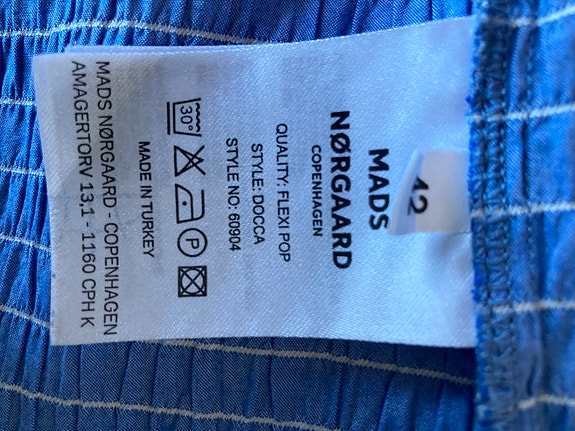 42
MADS
NØRGAARD
COPENHAGEN
QUALITY: FLEXI POP
STYLE: DOCCA
STYLE NO: 60904
30°
P
MADE IN TURKEY
MADS NØRGAARD - COPENHAGEN
AMAGERTORV 13,1 - 1160 CPH K